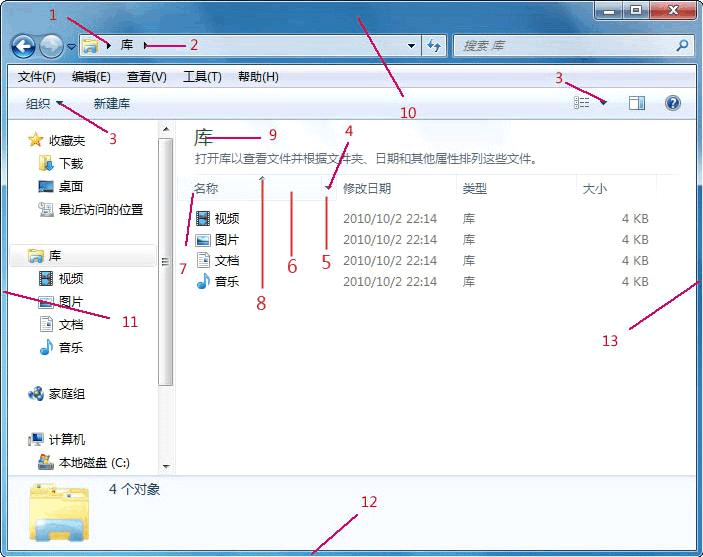 1
库
2
搜索 库
文件(F) 编辑(E) 查看(V) 工具(T) 帮助(H)
10
组织 新建库
3
3
收藏夹
下载
桌面
最近访问的位置
库
视频
图片
文档
音乐
11
家庭组
计算机
本地磁盘 (C:)
库
9
4
打开库以查看文件并根据文件夹、日期和其他属性排列这些文件。
名称 修改日期 类型 大小
视频 2010/10/2 22:14 库 4 KB
图片 2010/10/2 22:14 库 4 KB
文档 2010/10/2 22:14 库 4 KB
音乐 2010/10/2 22:14 库 4 KB
7
8
6
5
13
4 个对象
12